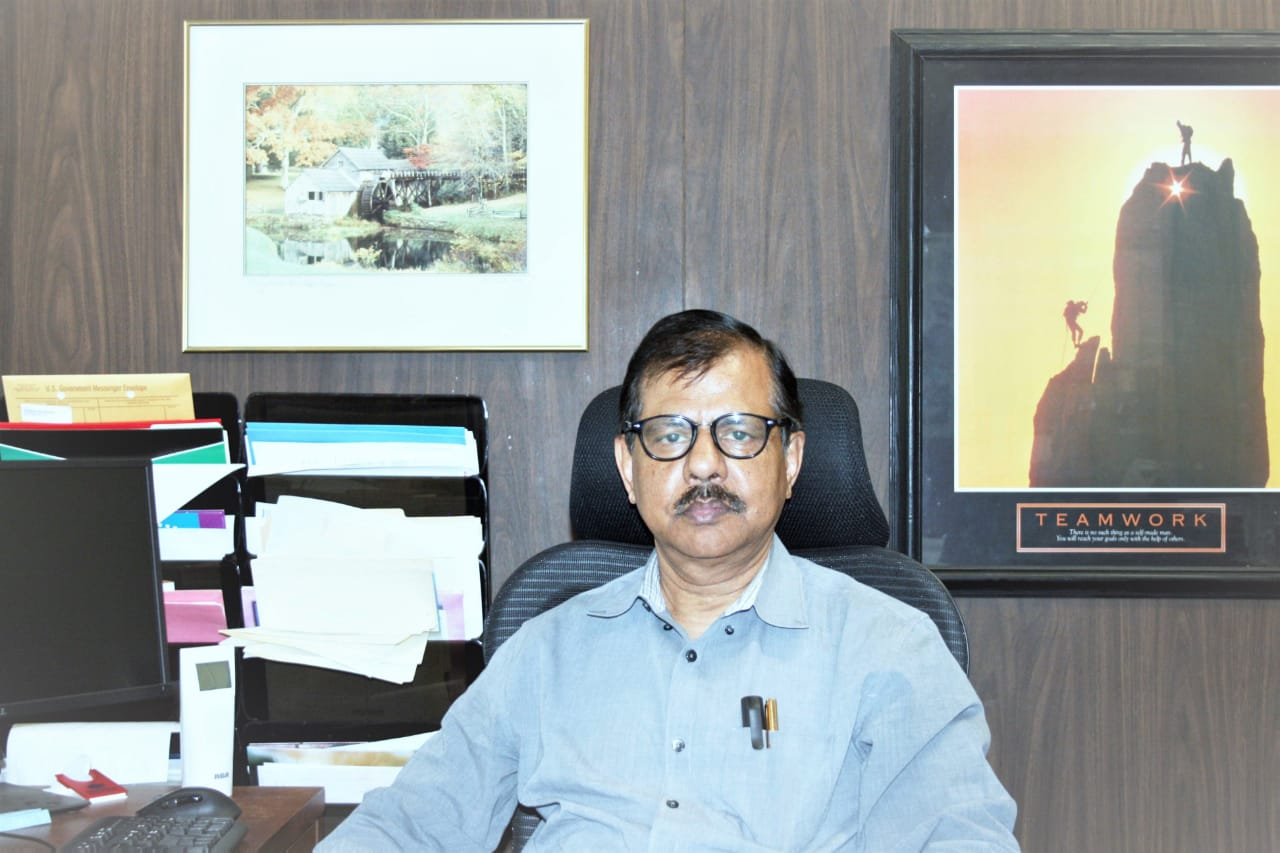 U.S. Government Messenger Envelope
TEAMWORK
There is no such thing as a self-made man.
You will reach your goals only with the help of others.
RCA